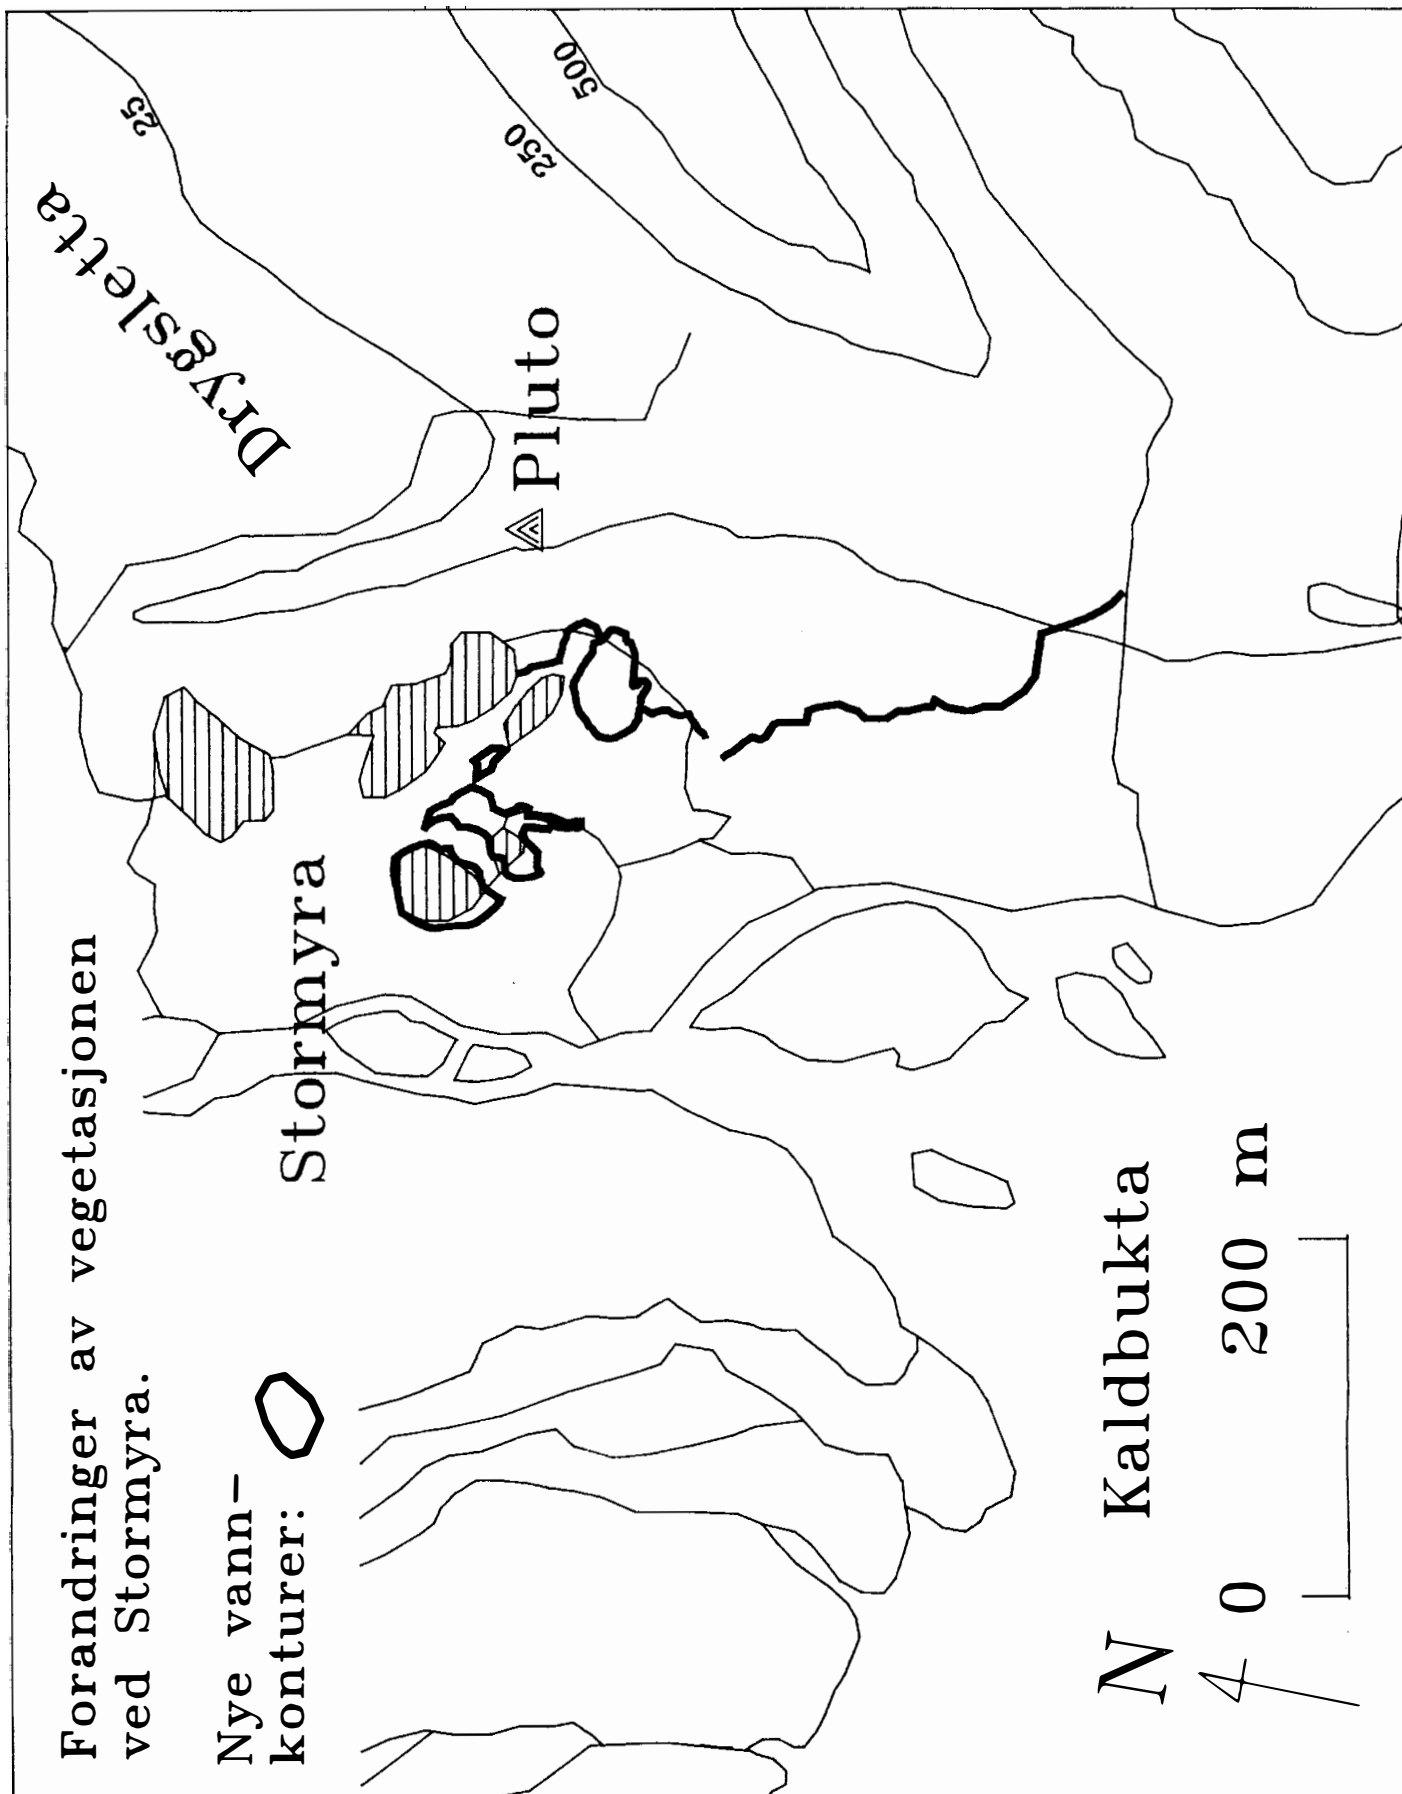 Forandringer av vegetasjonen
ved Stormyra.
Nye vann-
konturer:
Drygsletta
25
250
500
Pluto
Stormyra
Kaldbukta
N
0 200 m